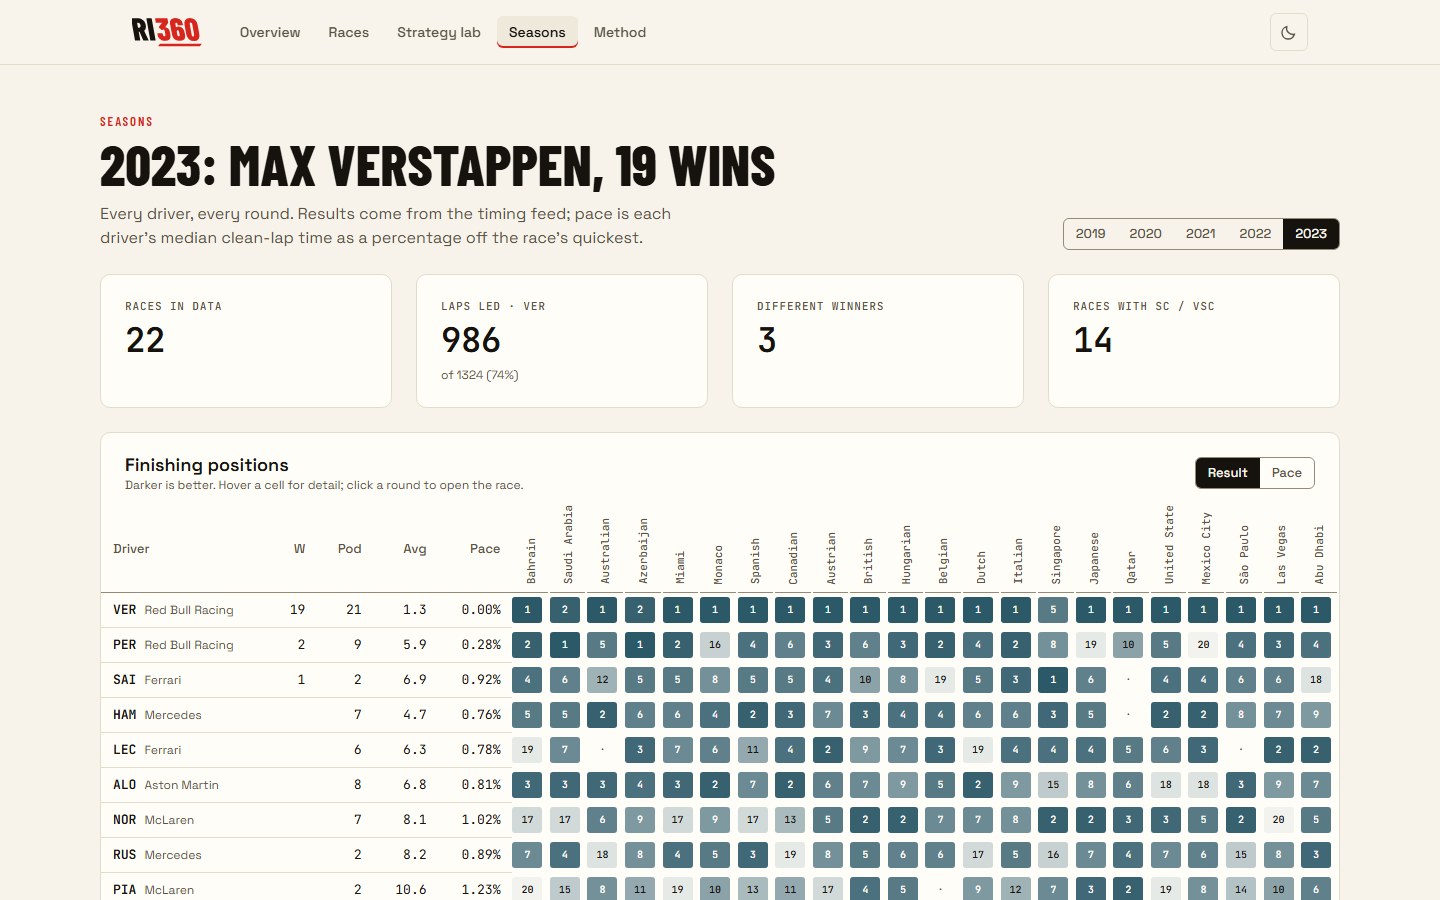 RI360 Overview Races Strategy lab Seasons Method
SEASONS
2023: MAX VERSTAPPEN, 19 WINS
Every driver, every round. Results come from the timing feed; pace is each
driver's median clean-lap time as a percentage off the race's quickest.
2019 2020 2021 2022 2023
RACES IN DATA
22
LAPS LED · VER
986
of 1324 (74%)
DIFFERENT WINNERS
3
RACES WITH SC / VSC
14
Finishing positions
Darker is better. Hover a cell for detail; click a round to open the race.
Result Pace
Driver W Pod Avg Pace Bahrain Saudi Arabia Australian Azerbaijan Miami Monaco Spanish Canadian Austrian British Hungarian Belgian Dutch Italian Singapore Japanese Qatar United State Mexico City São Paulo Las Vegas Abu Dhabi
VER Red Bull Racing 19 21 1.3 0.00% 1 2 1 2 1 1 1 1 1 1 1 1 1 1 5 1 1 1 1 1 1 1
PER Red Bull Racing 2 9 5.9 0.28% 2 1 5 1 2 16 4 6 3 6 3 2 4 2 8 19 10 5 20 4 3 4
SAI Ferrari 1 2 6.9 0.92% 4 6 12 5 5 8 5 5 4 10 8 19 5 3 1 6 · 4 4 6 6 18
HAM Mercedes 7 4.7 0.76% 5 5 2 6 6 4 2 3 7 3 4 4 6 6 3 5 · 2 2 8 7 9
LEC Ferrari 6 6.3 0.78% 19 7 · 3 7 6 11 4 2 9 7 3 19 4 4 4 5 6 3 · 2 2
ALO Aston Martin 8 6.8 0.81% 3 3 3 4 3 2 7 2 6 7 9 5 2 9 15 8 6 18 18 3 9 7
NOR McLaren 7 8.1 1.02% 17 17 6 9 17 9 17 13 5 2 2 7 7 8 2 2 3 3 5 2 20 5
RUS Mercedes 2 8.2 0.89% 7 4 18 8 4 5 3 19 8 5 6 6 17 5 16 7 4 7 6 15 8 3
PIA McLaren 2 10.6 1.23% 20 15 8 11 19 10 13 11 17 4 5 · 9 12 7 3 2 19 8 14 10 6